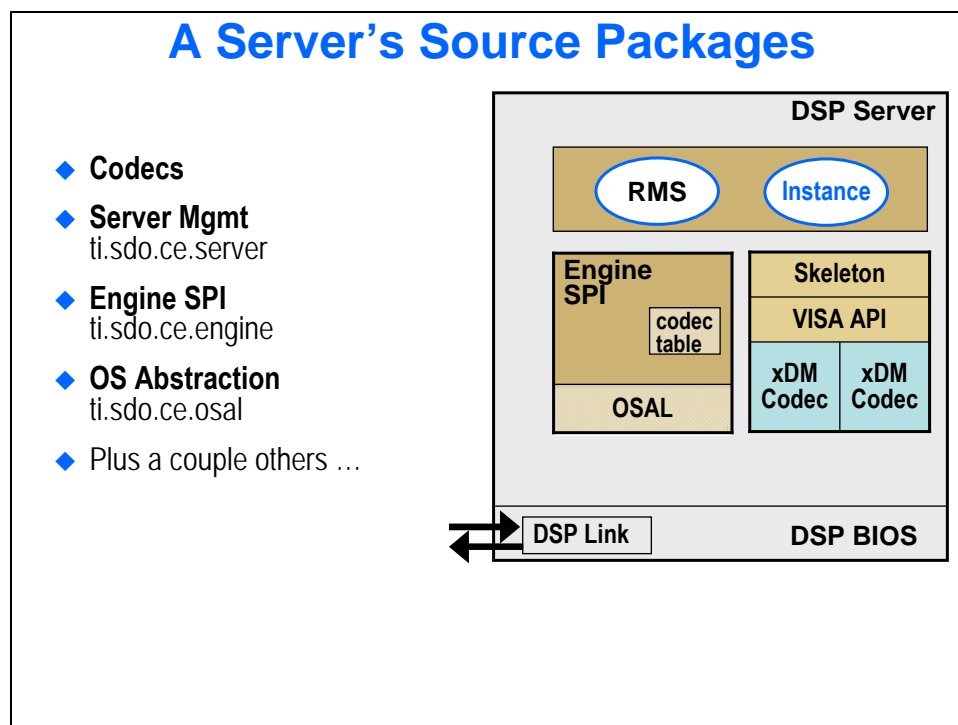 A Server’s Source Packages
Codecs
Server Mgmt
ti.sdo.ce.server
Engine SPI
ti.sdo.ce.engine
OS Abstraction
ti.sdo.ce.osal
Plus a couple others …
DSP Server
RMS
Instance
Engine
SPI
codec
table
OSAL
Skeleton
VISA API
xDM
Codec
xDM
Codec
DSP Link
DSP BIOS